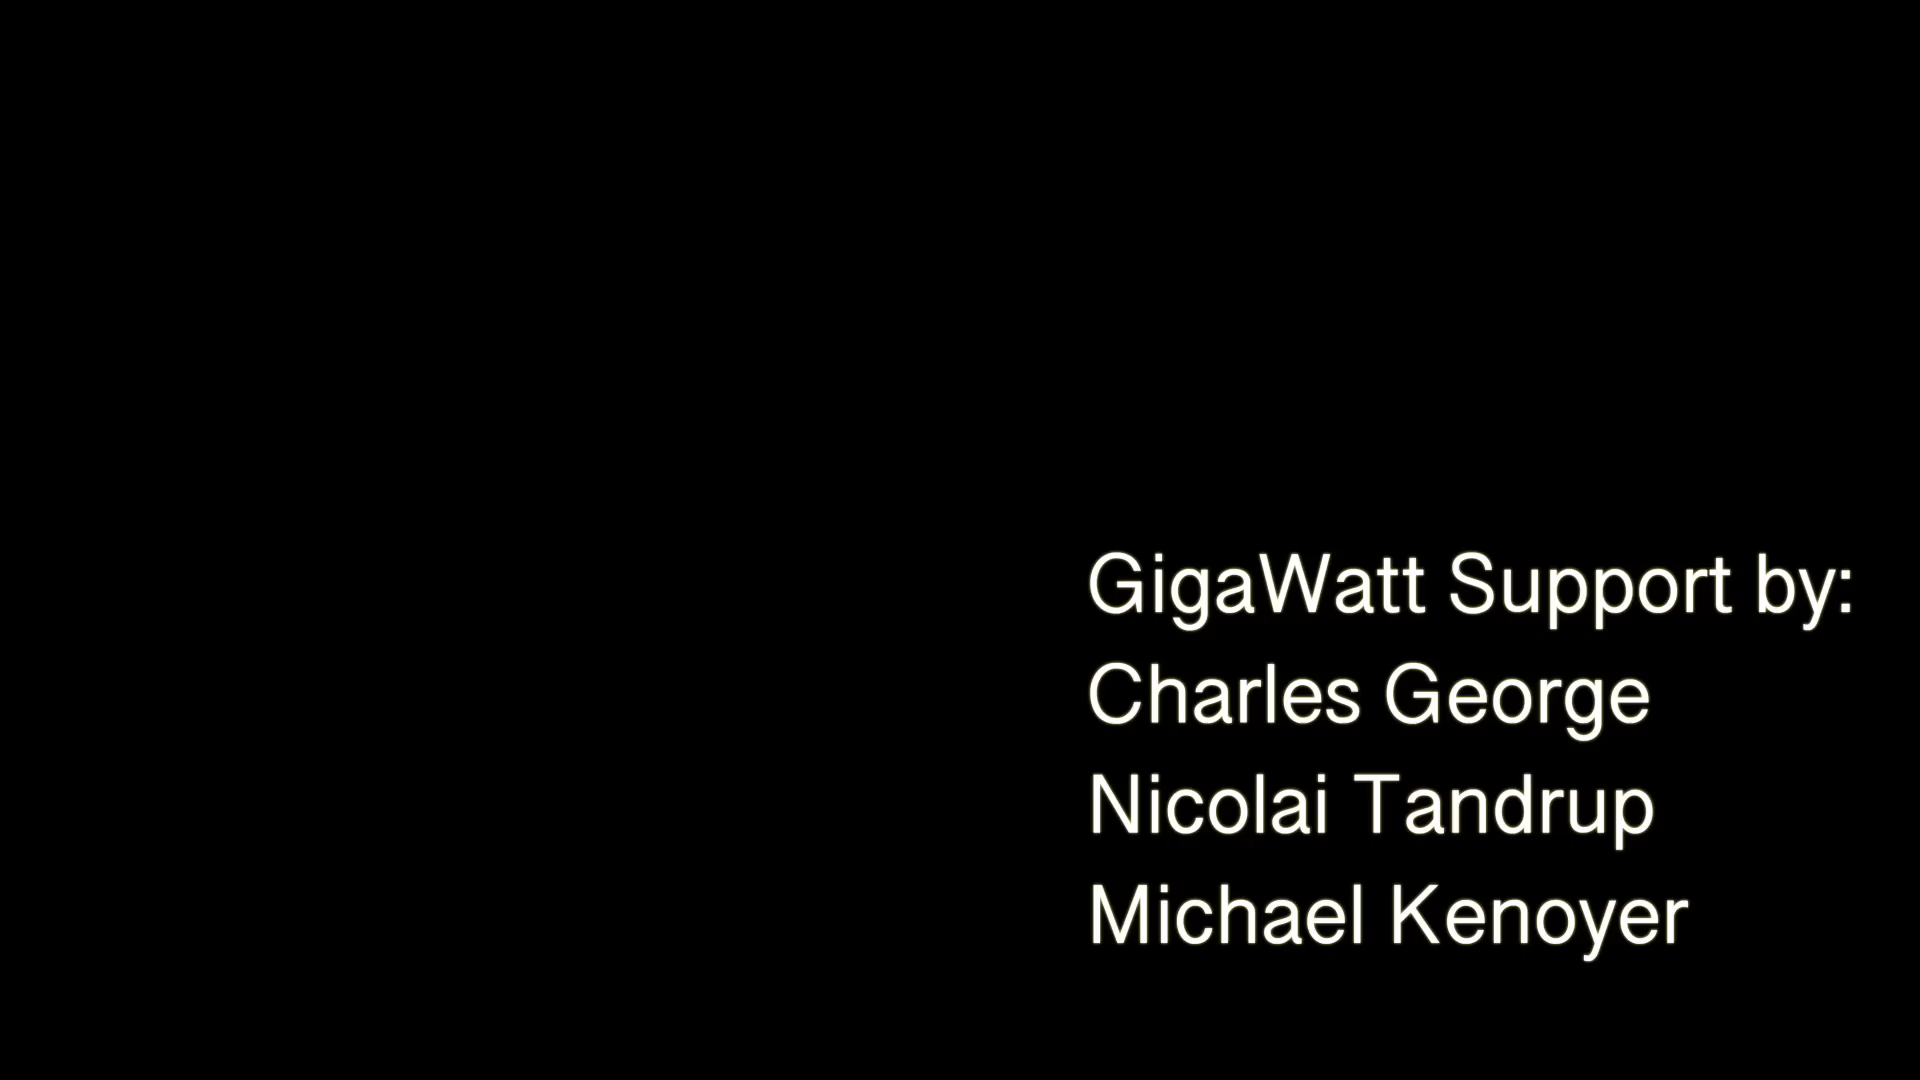 GigaWatt Support by:
Charles George
Nicolai Tandrup
Michael Kenoyer